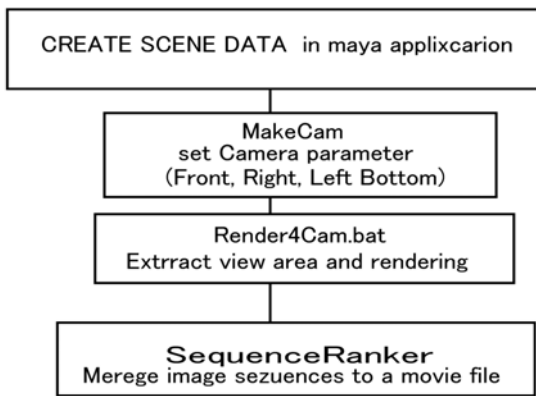 CREATE SCENE DATA in maya applixcarion
MakeCam
set Camera parameter
(Front, Right, Left Bottom)
Render4Cam.bat
Extrract view area and rendering
SequenceRanker
Merege image sezuences to a movie file